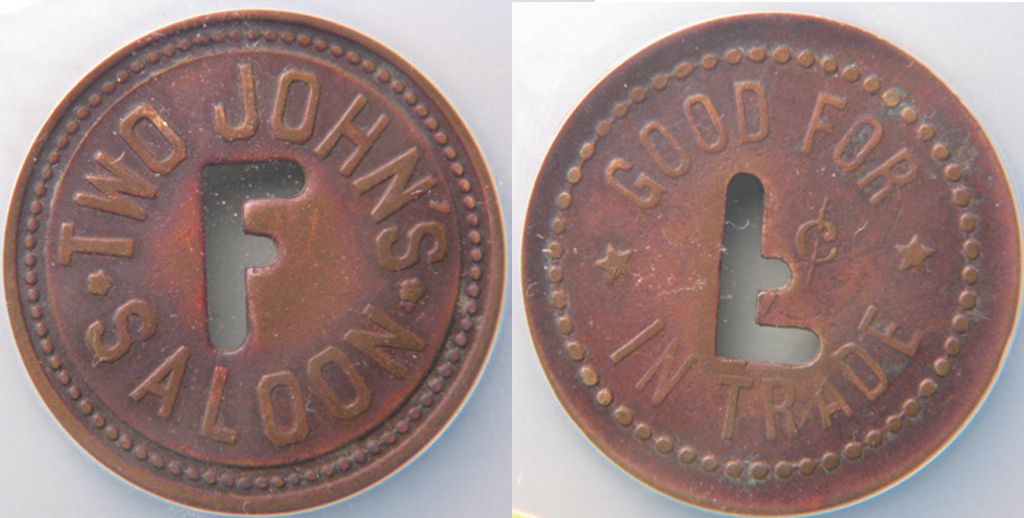 TWO JOHN'S
F
SALOON
GOOD FOR
¢
IN TRADE